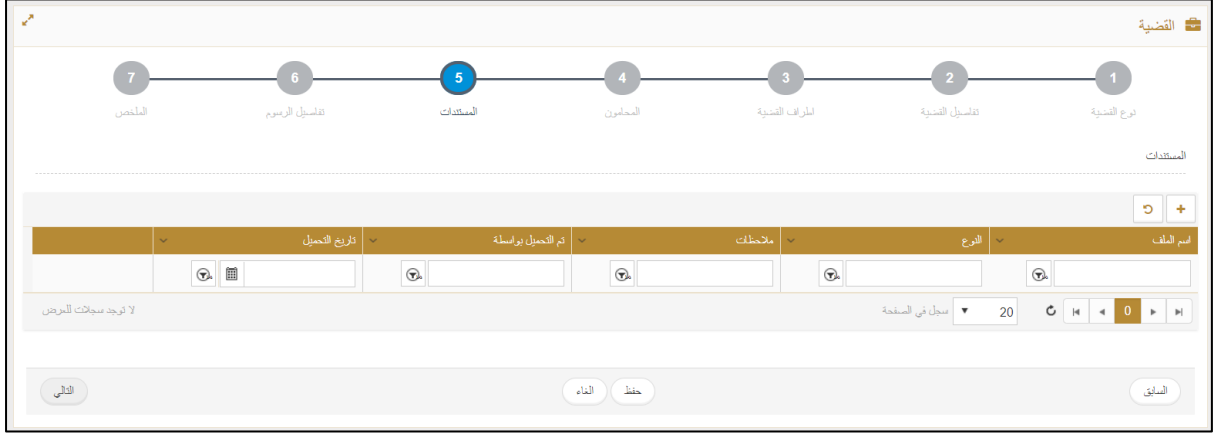 القضية
1 2 3 4 5 6 7
نوع القضية تفاصيل القضية اطراف القضية المحامون المستندات تفاصيل الرسوم الملخص
المستندات
اسم الملف النوع ملاحظات تم التحميل بواسطة تاريخ التحميل
0 20 سجل في الصفحة لا توجد سجلات للعرض
السابق حفظ الغاء التالي